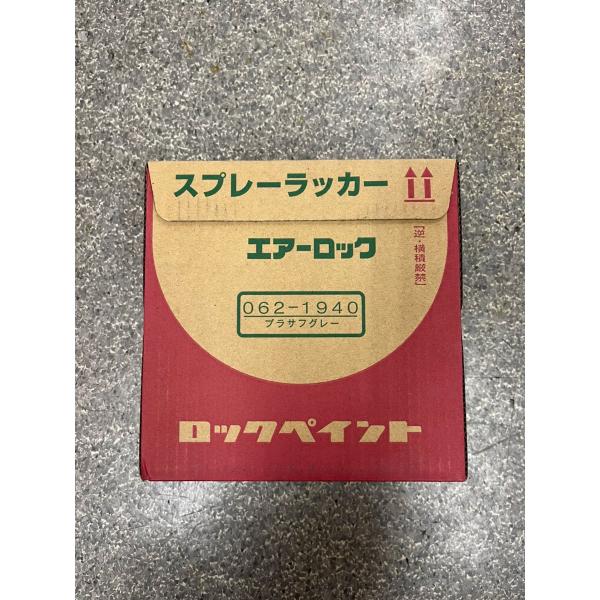 スプレーラッカー
エアーロック
[逆・横積厳禁]
062-1940
プラサフグレー
ロックペイント